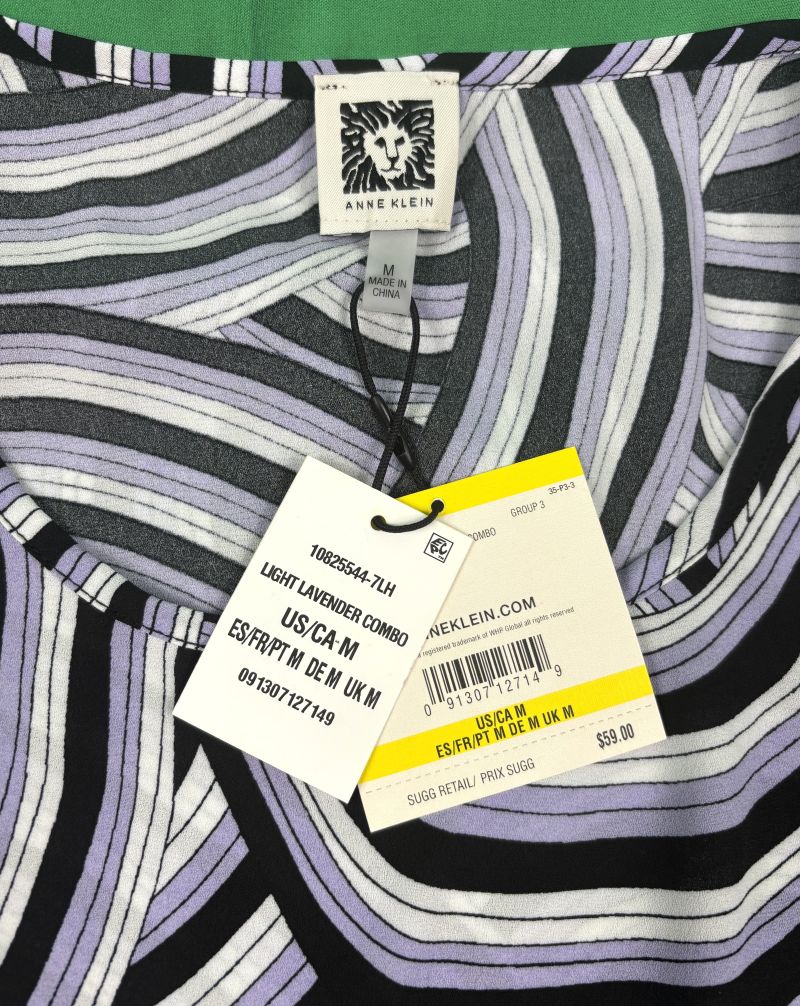 ANNE KLEIN
M
MADE IN
CHINA
10825544-7LH
LIGHT LAVENDER COMBO
US/CA-M
ES/FR/PT M DE M UK M
091307127149
35-P3-3
GROUP 3
COMBO
NEKLEIN.COM
registered trademark of WHP Global all rights reserved
0 91307 12714 9
US/CA M
ES/FR/PT M DE M UK M
$59.00
SUGG RETAIL/ PRIX SUGG